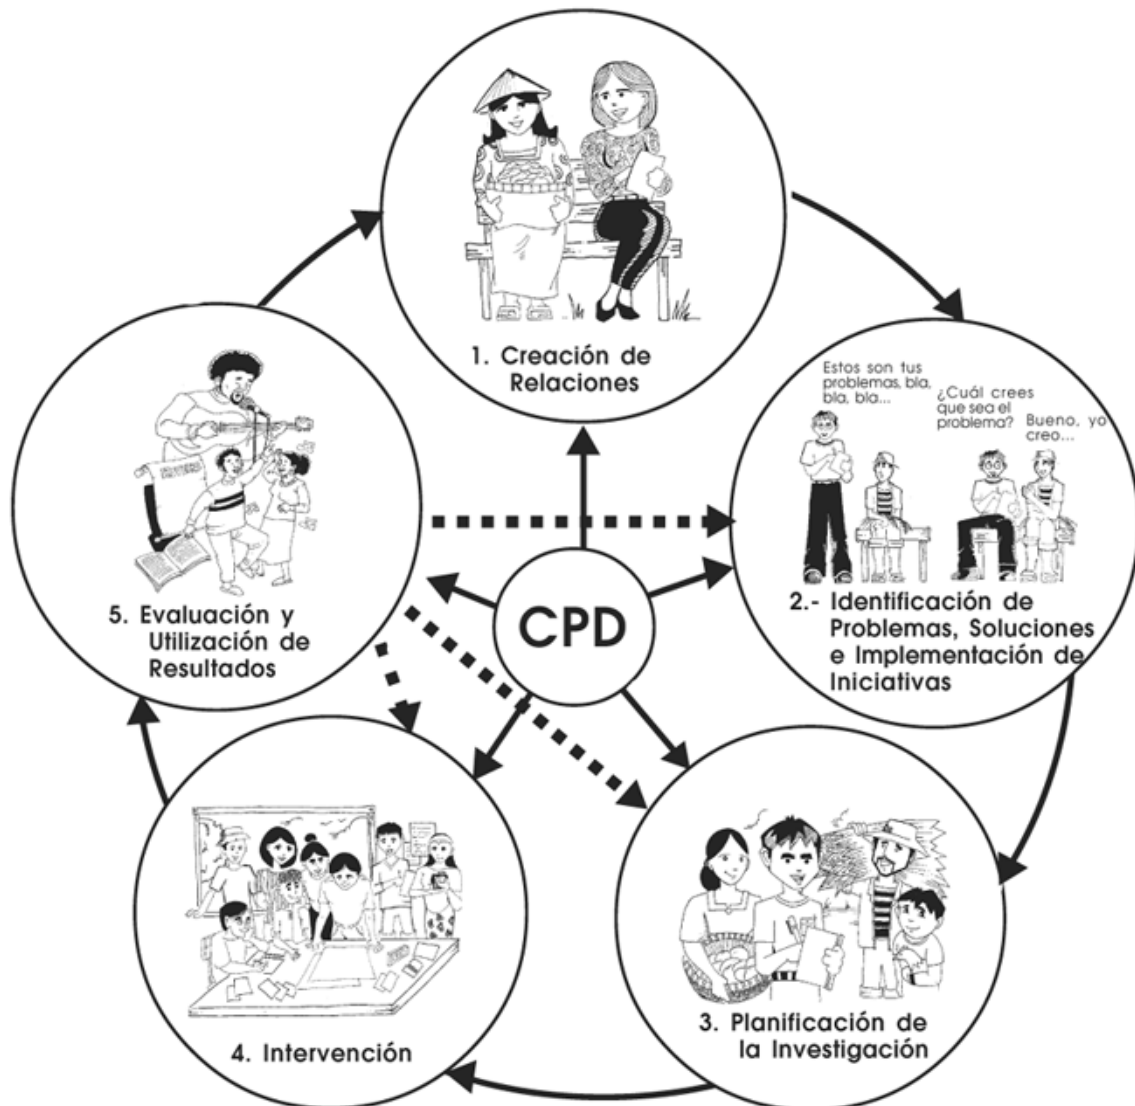 1. Creación de
Relaciones
Estos son tus
problemas, bla,
bla, bla...
¿Cuál crees
que sea el
problema?
Bueno, yo
creo...
2.- Identificación de
Problemas, Soluciones
e Implementación de
Iniciativas
CPD
5. Evaluación y
Utilización de
Resultados
3. Planificación de
la Investigación
4. Intervención